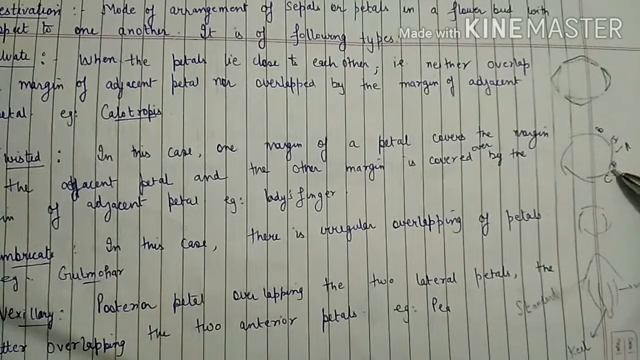 estivation :- Mode of arrangement of sepals or petals in a flower bud with
spect to one another. It is of following types.
Made with KINEMASTER
lvate :- When the petals lie close to each other, i.e neither overlap
margin of adjacent petal nor overlapped by the margin of adjacent
etal eg: Calotropis
wisted : In this case, one margin of a petal covers the margin
the adjacent petal and the other margin is covered over by the
in of adjacent petal eg: lady's finger
mbricate : In this case, there is irregular overlapping of petals
eg. Gulmohar
Vexillary: Posterior petal overlapping the two lateral petals, the
tter overlapping the two anterior petals. eg: Pea
Standard
Keel